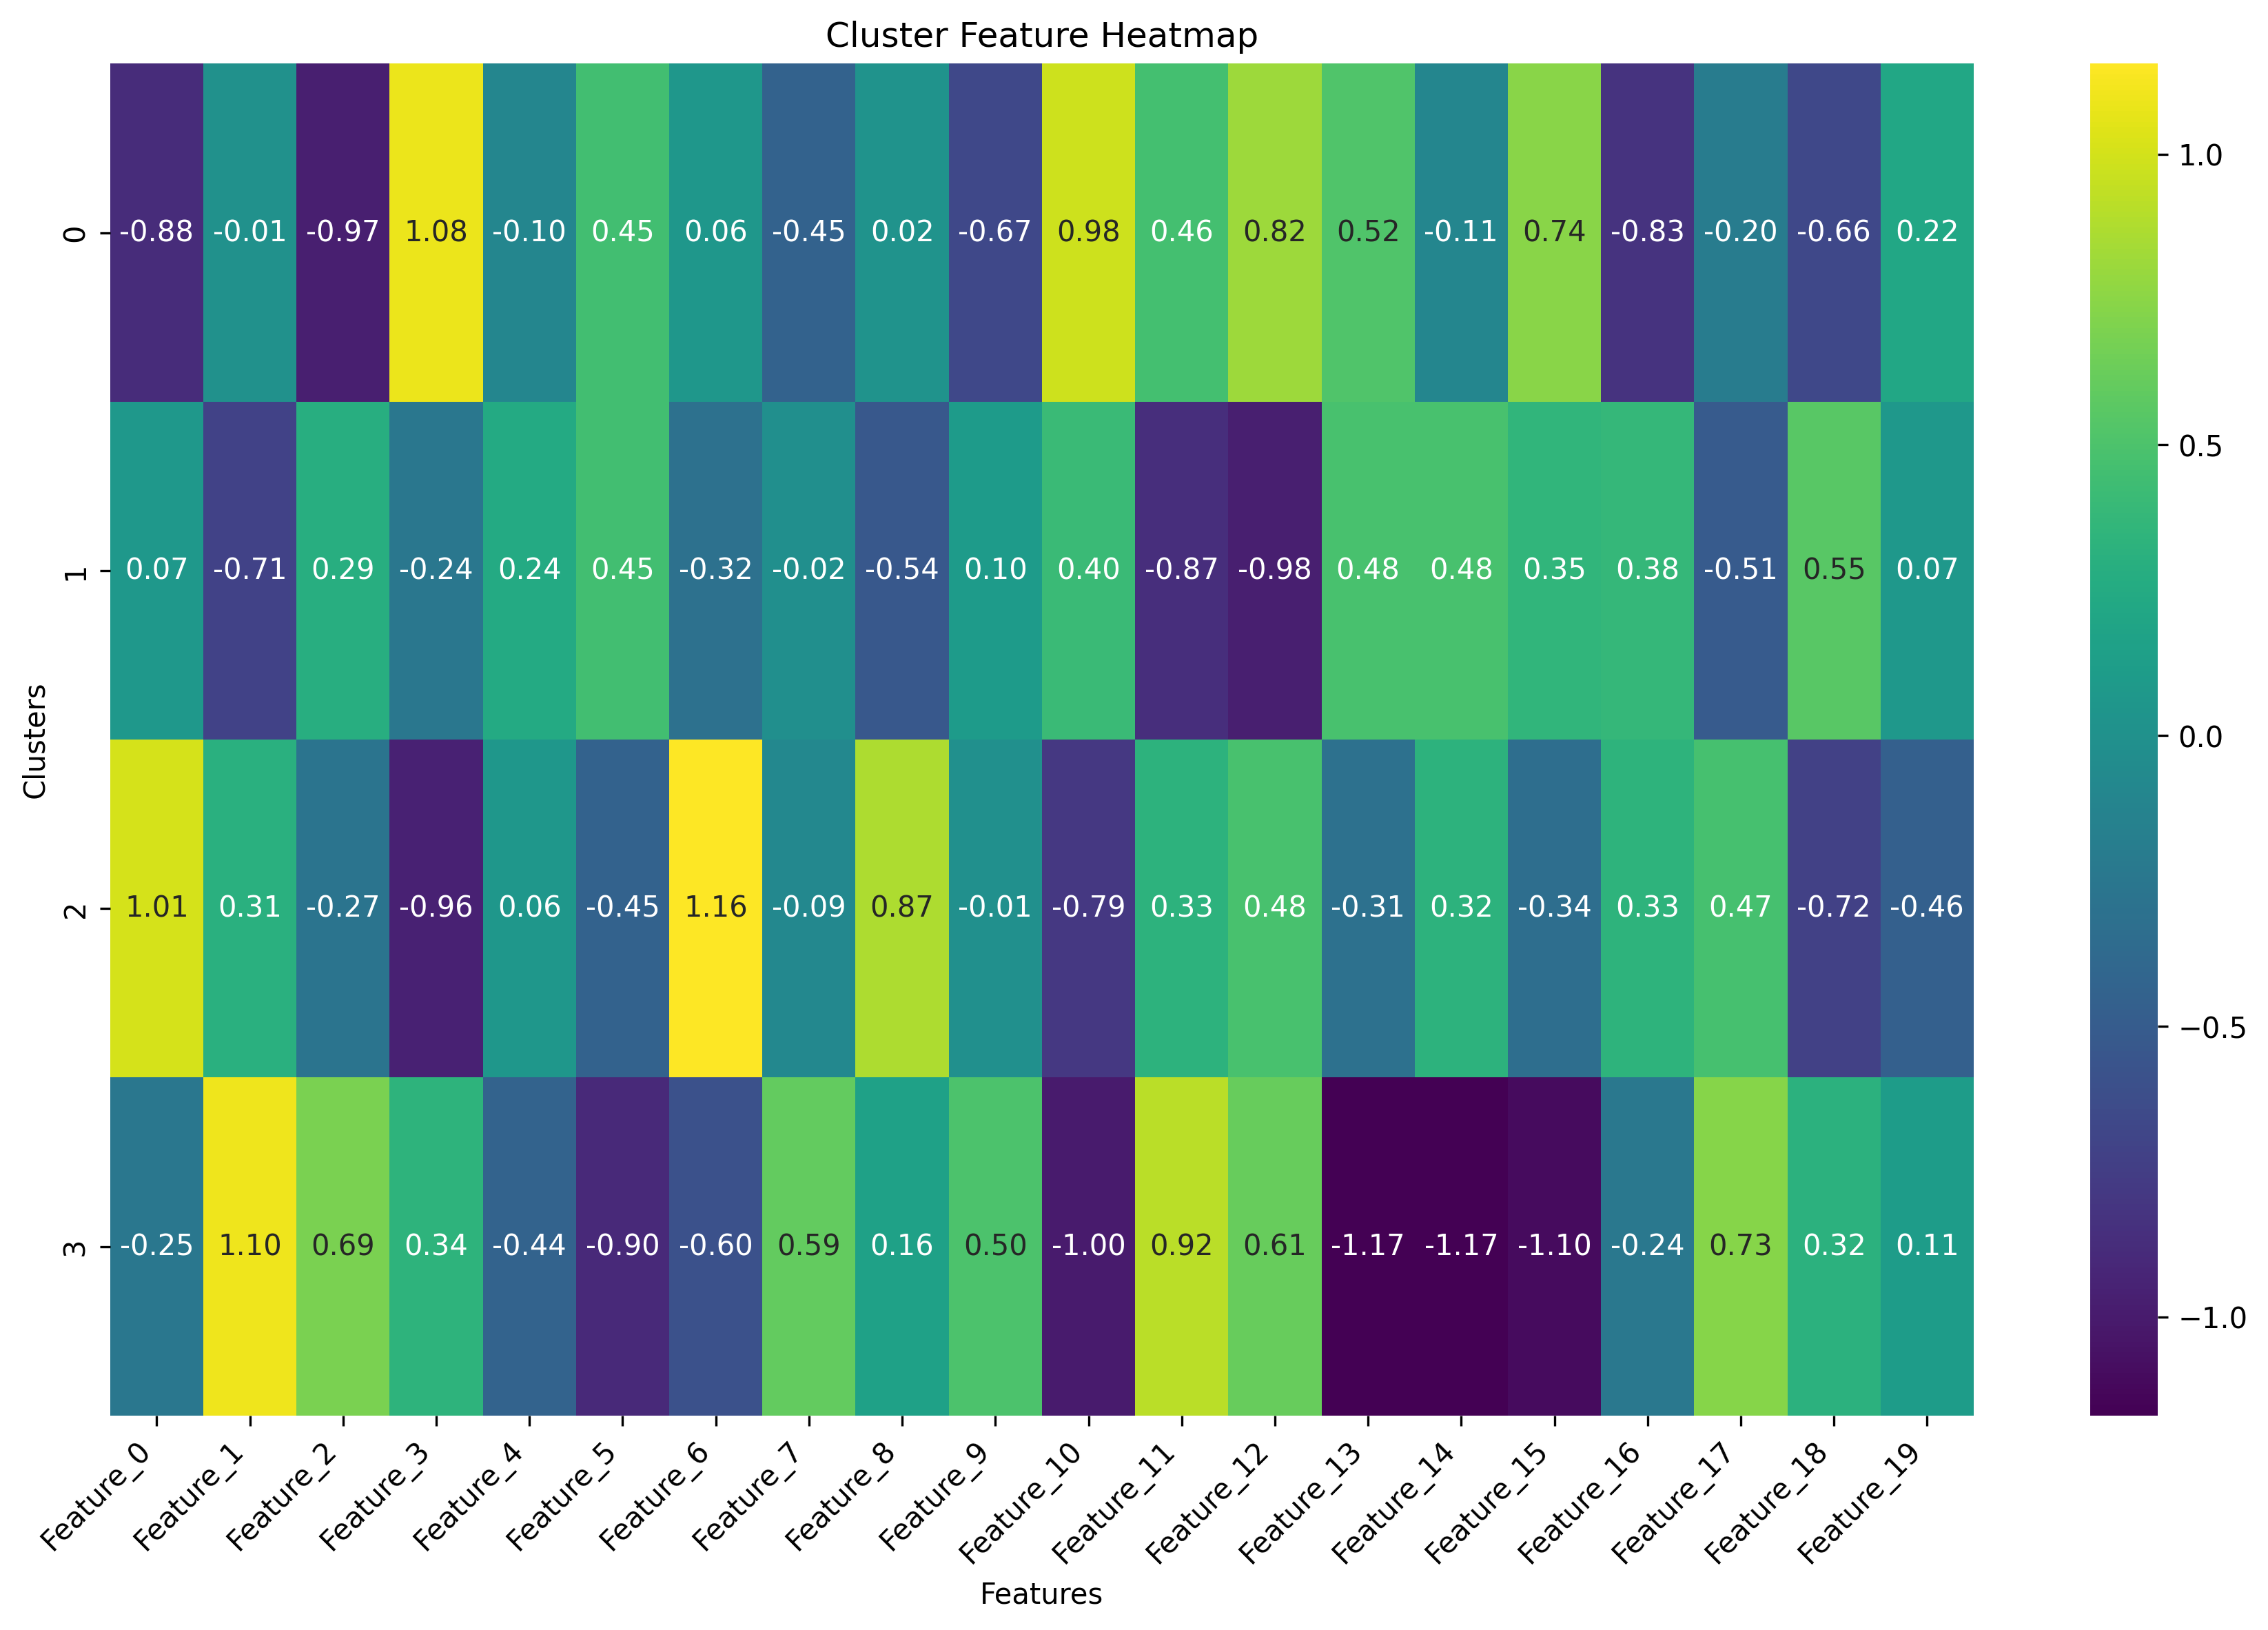 Cluster Feature Heatmap
Clusters
0 -0.88 -0.01 -0.97 1.08 -0.10 0.45 0.06 -0.45 0.02 -0.67 0.98 0.46 0.82 0.52 -0.11 0.74 -0.83 -0.20 -0.66 0.22
1 0.07 -0.71 0.29 -0.24 0.24 0.45 -0.32 -0.02 -0.54 0.10 0.40 -0.87 -0.98 0.48 0.48 0.35 0.38 -0.51 0.55 0.07
2 1.01 0.31 -0.27 -0.96 0.06 -0.45 1.16 -0.09 0.87 -0.01 -0.79 0.33 0.48 -0.31 0.32 -0.34 0.33 0.47 -0.72 -0.46
3 -0.25 1.10 0.69 0.34 -0.44 -0.90 -0.60 0.59 0.16 0.50 -1.00 0.92 0.61 -1.17 -1.17 -1.10 -0.24 0.73 0.32 0.11
Feature_0 Feature_1 Feature_2 Feature_3 Feature_4 Feature_5 Feature_6 Feature_7 Feature_8 Feature_9 Feature_10 Feature_11 Feature_12 Feature_13 Feature_14 Feature_15 Feature_16 Feature_17 Feature_18 Feature_19
Features
1.0
0.5
0.0
−0.5
−1.0